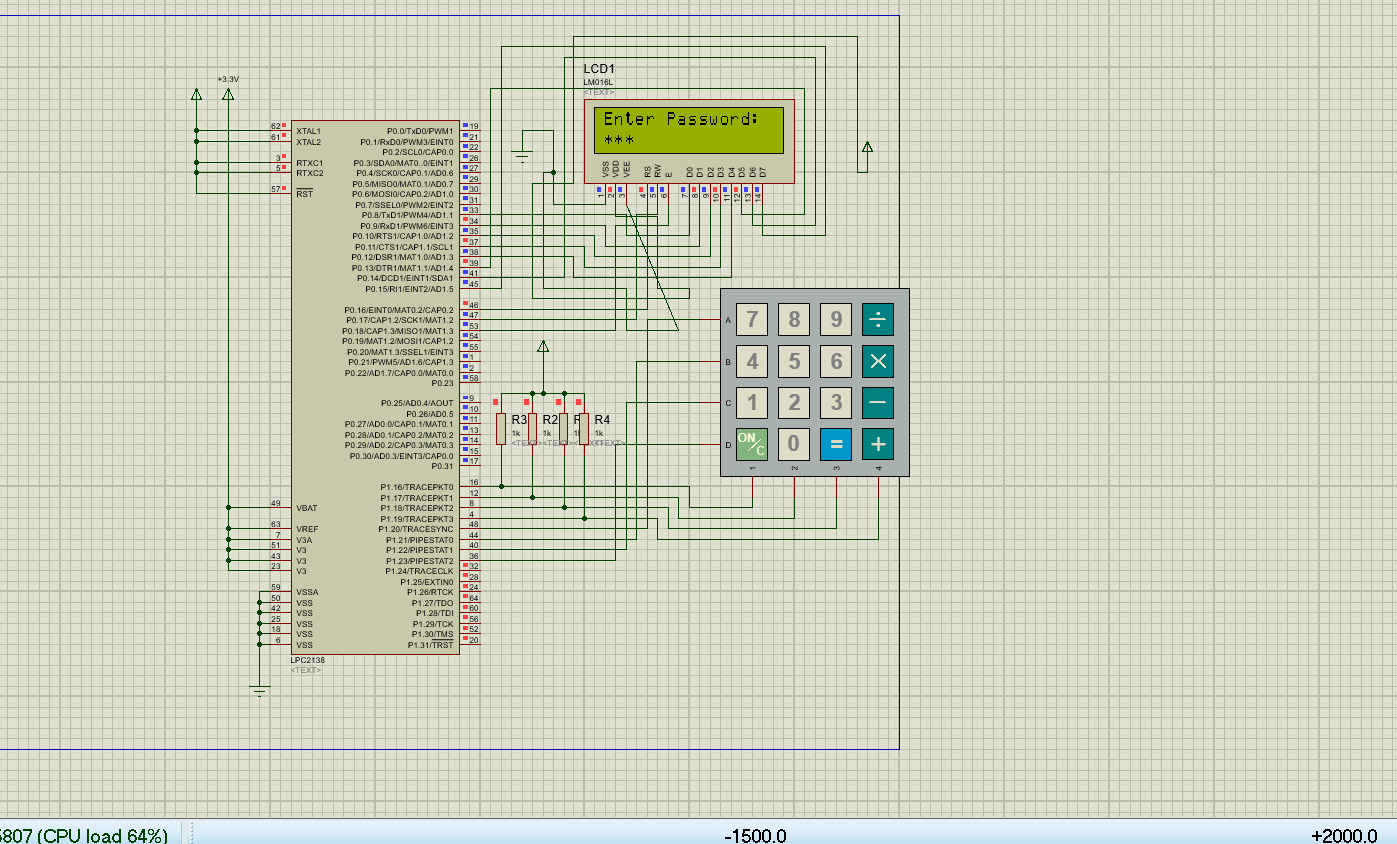 +3.3V
LCD1
LM016L
<TEXT>
Enter Password:
***
VSS
VDD
VEE
RS
RW
E
D0
D1
D2
D3
D4
D5
D6
D7
1
2
3
4
5
6
7
8
9
10
11
12
13
14
62 XTAL1
61 XTAL2
3 RTXC1
5 RTXC2
57 RST
49 VBAT
63 VREF
7 V3A
51 V3
43 V3
23 V3
59 VSSA
50 VSS
42 VSS
25 VSS
18 VSS
6 VSS
P0.0/TxD0/PWM1 19
P0.1/RxD0/PWM3/EINT0 21
P0.2/SCL0/CAP0.0 22
P0.3/SDA0/MAT0..0/EINT1 26
P0.4/SCK0/CAP0.1/AD0.6 27
P0.5/MISO0/MAT0.1/AD0.7 29
P0.6/MOSI0/CAP0.2/AD1.0 30
P0.7/SSEL0/PWM2/EINT2 31
P0.8/TxD1/PWM4/AD1.1 33
P0.9/RxD1/PWM6/EINT3 34
P0.10/RTS1/CAP1.0/AD1.2 35
P0.11/CTS1/CAP1.1/SCL1 37
P0.12/DSR1/MAT1.0/AD1.3 38
P0.13/DTR1/MAT1.1/AD1.4 39
P0.14/DCD1/EINT1/SDA1 41
P0.15/RI1/EINT2/AD1.5 45
P0.16/EINT0/MAT0.2/CAP0.2 46
P0.17/CAP1.2/SCK1/MAT1.2 47
P0.18/CAP1.3/MISO1/MAT1.3 53
P0.19/MAT1.2/MOSI1/CAP1.2 54
P0.20/MAT1.3/SSEL1/EINT3 55
P0.21/PWM5/AD1.6/CAP1.3 1
P0.22/AD1.7/CAP0.0/MAT0.0 2
P0.23 58
P0.25/AD0.4/AOUT 9
P0.26/AD0.5 10
P0.27/AD0.0/CAP0.1/MAT0.1 11
P0.28/AD0.1/CAP0.2/MAT0.2 13
P0.29/AD0.2/CAP0.3/MAT0.3 14
P0.30/AD0.3/EINT3/CAP0.0 15
P0.31 17
P1.16/TRACEPKT0 16
P1.17/TRACEPKT1 12
P1.18/TRACEPKT2 8
P1.19/TRACEPKT3 4
P1.20/TRACESYNC 48
P1.21/PIPESTAT0 44
P1.22/PIPESTAT1 40
P1.23/PIPESTAT2 36
P1.24/TRACECLK 32
P1.25/EXTIN0 28
P1.26/RTCK 24
P1.27/TDO 64
P1.28/TDI 60
P1.29/TCK 56
P1.30/TMS 52
P1.31/TRST 20
LPC2138
<TEXT>
R3
1k
R2
1k
R4
1k
A 7 8 9 ÷
B 4 5 6 ×
C 1 2 3 −
D ON/C 0 = +
1 2 3 4
5807 (CPU load 64%)
-1500.0
+2000.0